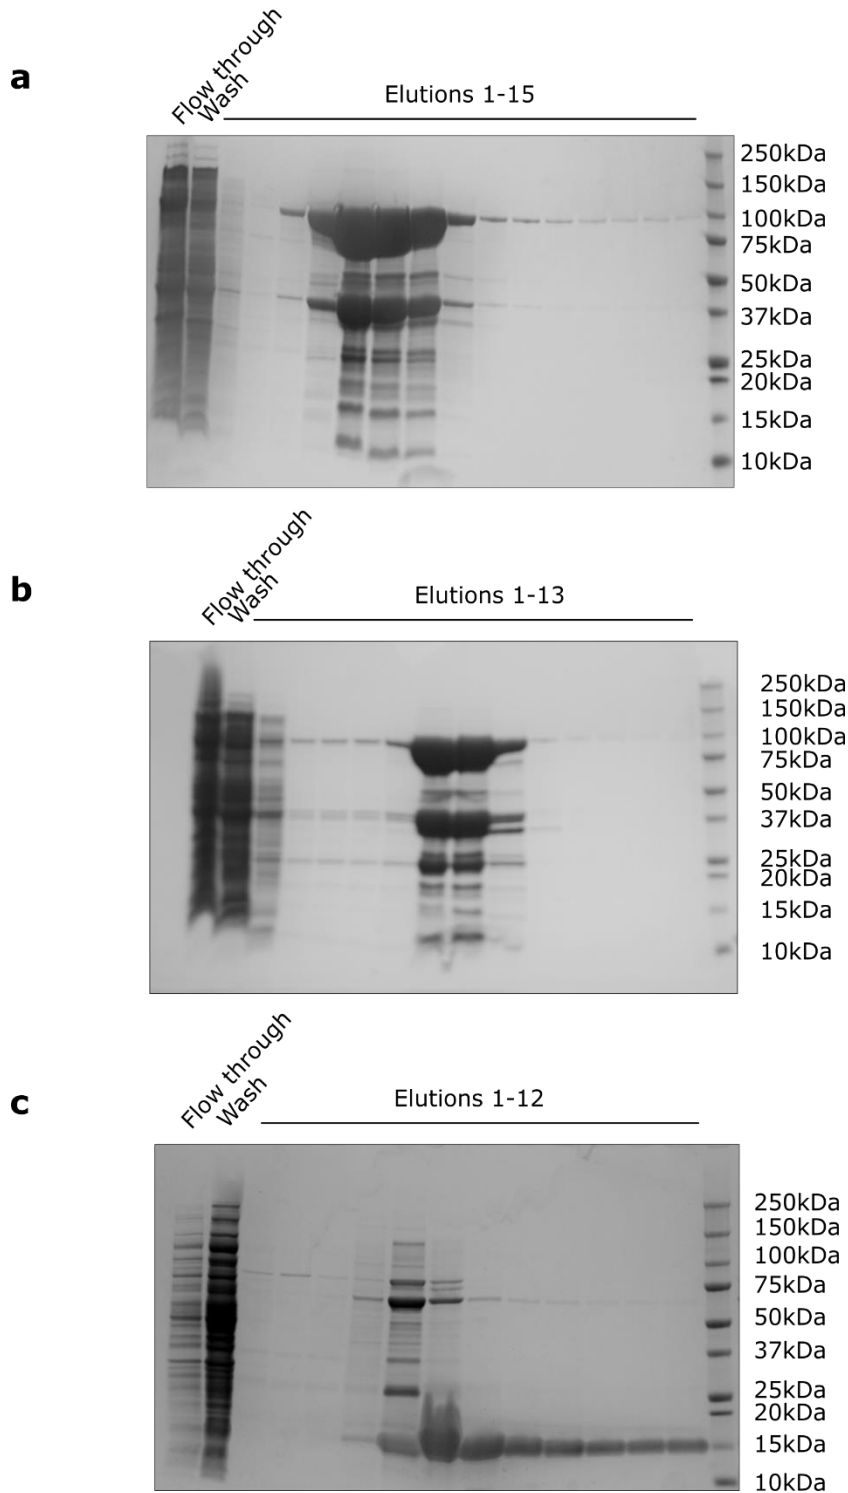 a
Flow through
Wash
Elutions 1-15
250kDa
150kDa
100kDa
75kDa
50kDa
37kDa
25kDa
20kDa
15kDa
10kDa
b
Flow through
Wash
Elutions 1-13
250kDa
150kDa
100kDa
75kDa
50kDa
37kDa
25kDa
20kDa
15kDa
10kDa
c
Flow through
Wash
Elutions 1-12
250kDa
150kDa
100kDa
75kDa
50kDa
37kDa
25kDa
20kDa
15kDa
10kDa